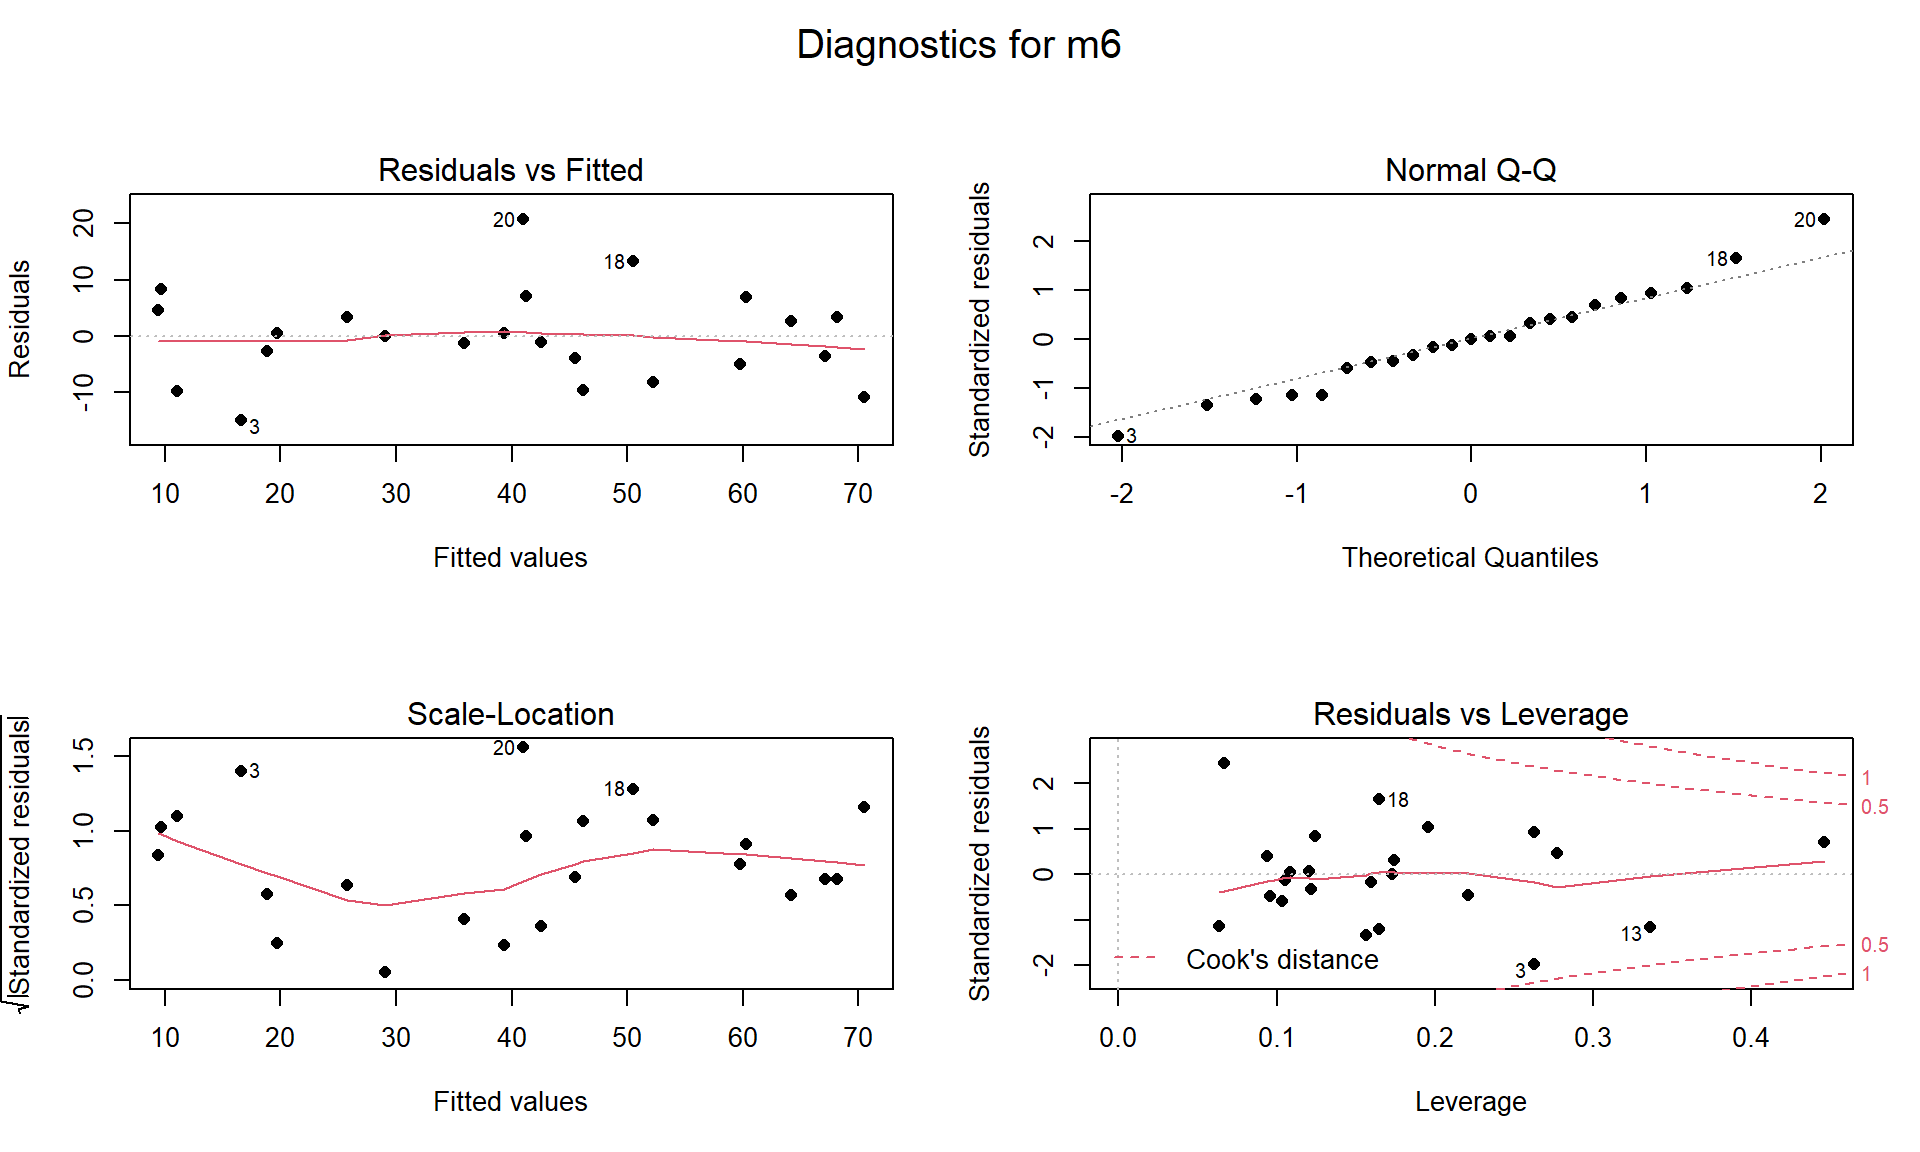 Diagnostics for m6
Residuals vs Fitted
Residuals
20
10
0
-10
20
18
3
10 20 30 40 50 60 70
Fitted values
Normal Q-Q
Standardized residuals
2
1
0
-1
-2
20
18
3
-2 -1 0 1 2
Theoretical Quantiles
Scale-Location
√|Standardized residuals|
1.5
1.0
0.5
0.0
20
3
18
10 20 30 40 50 60 70
Fitted values
Residuals vs Leverage
Standardized residuals
2
1
0
-2
1
0.5
18
13
0.5
Cook's distance
3
1
0.0 0.1 0.2 0.3 0.4
Leverage